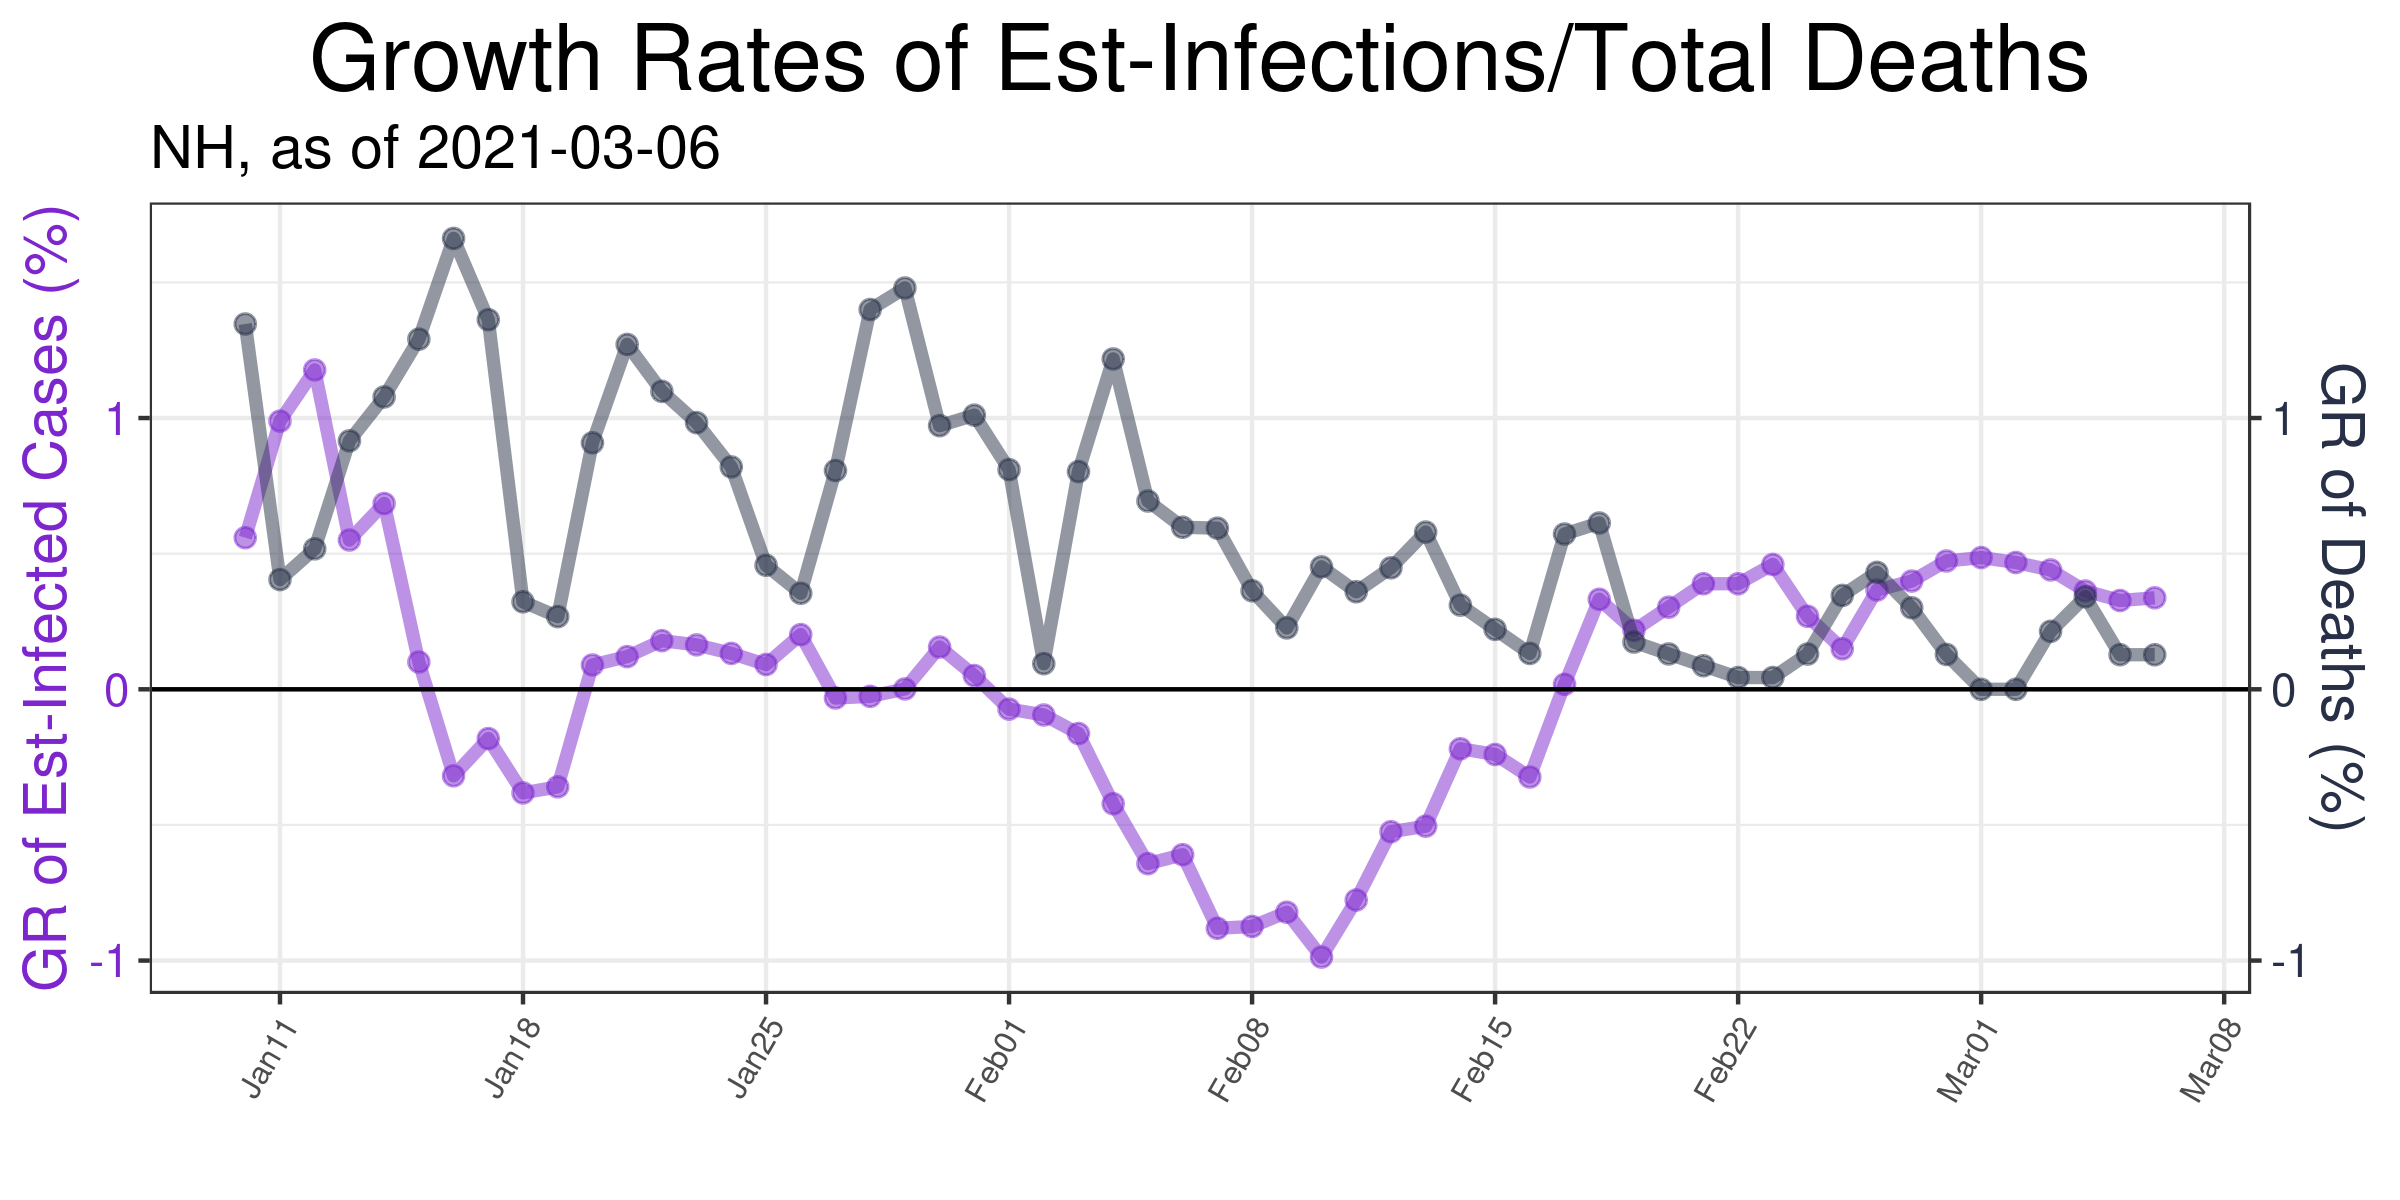 Growth Rates of Est-Infections/Total Deaths
NH, as of 2021-03-06
GR of Est-Infected Cases (%)
1
0
-1
1
0
-1
GR of Deaths (%)
Jan11
Jan18
Jan25
Feb01
Feb08
Feb15
Feb22
Mar01
Mar08